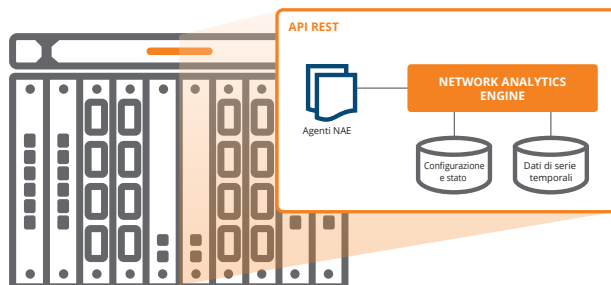 API REST
NETWORK ANALYTICS
ENGINE
Agenti NAE
Configurazione
e stato
Dati di serie
temporali